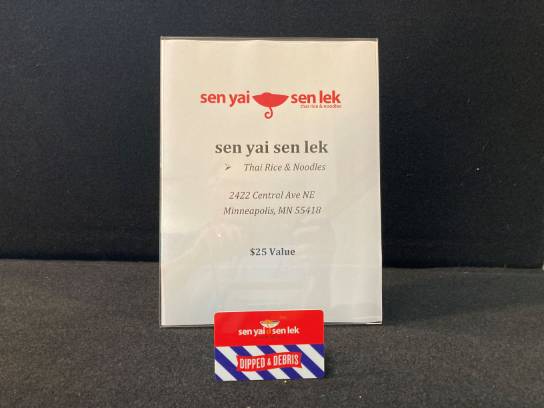 sen yai sen lek
thai rice & noodles
sen yai sen lek
➢ Thai Rice & Noodles
2422 Central Ave NE
Minneapolis, MN 55418
$25 Value
sen yai sen lek
DIPPED & DEBRIS